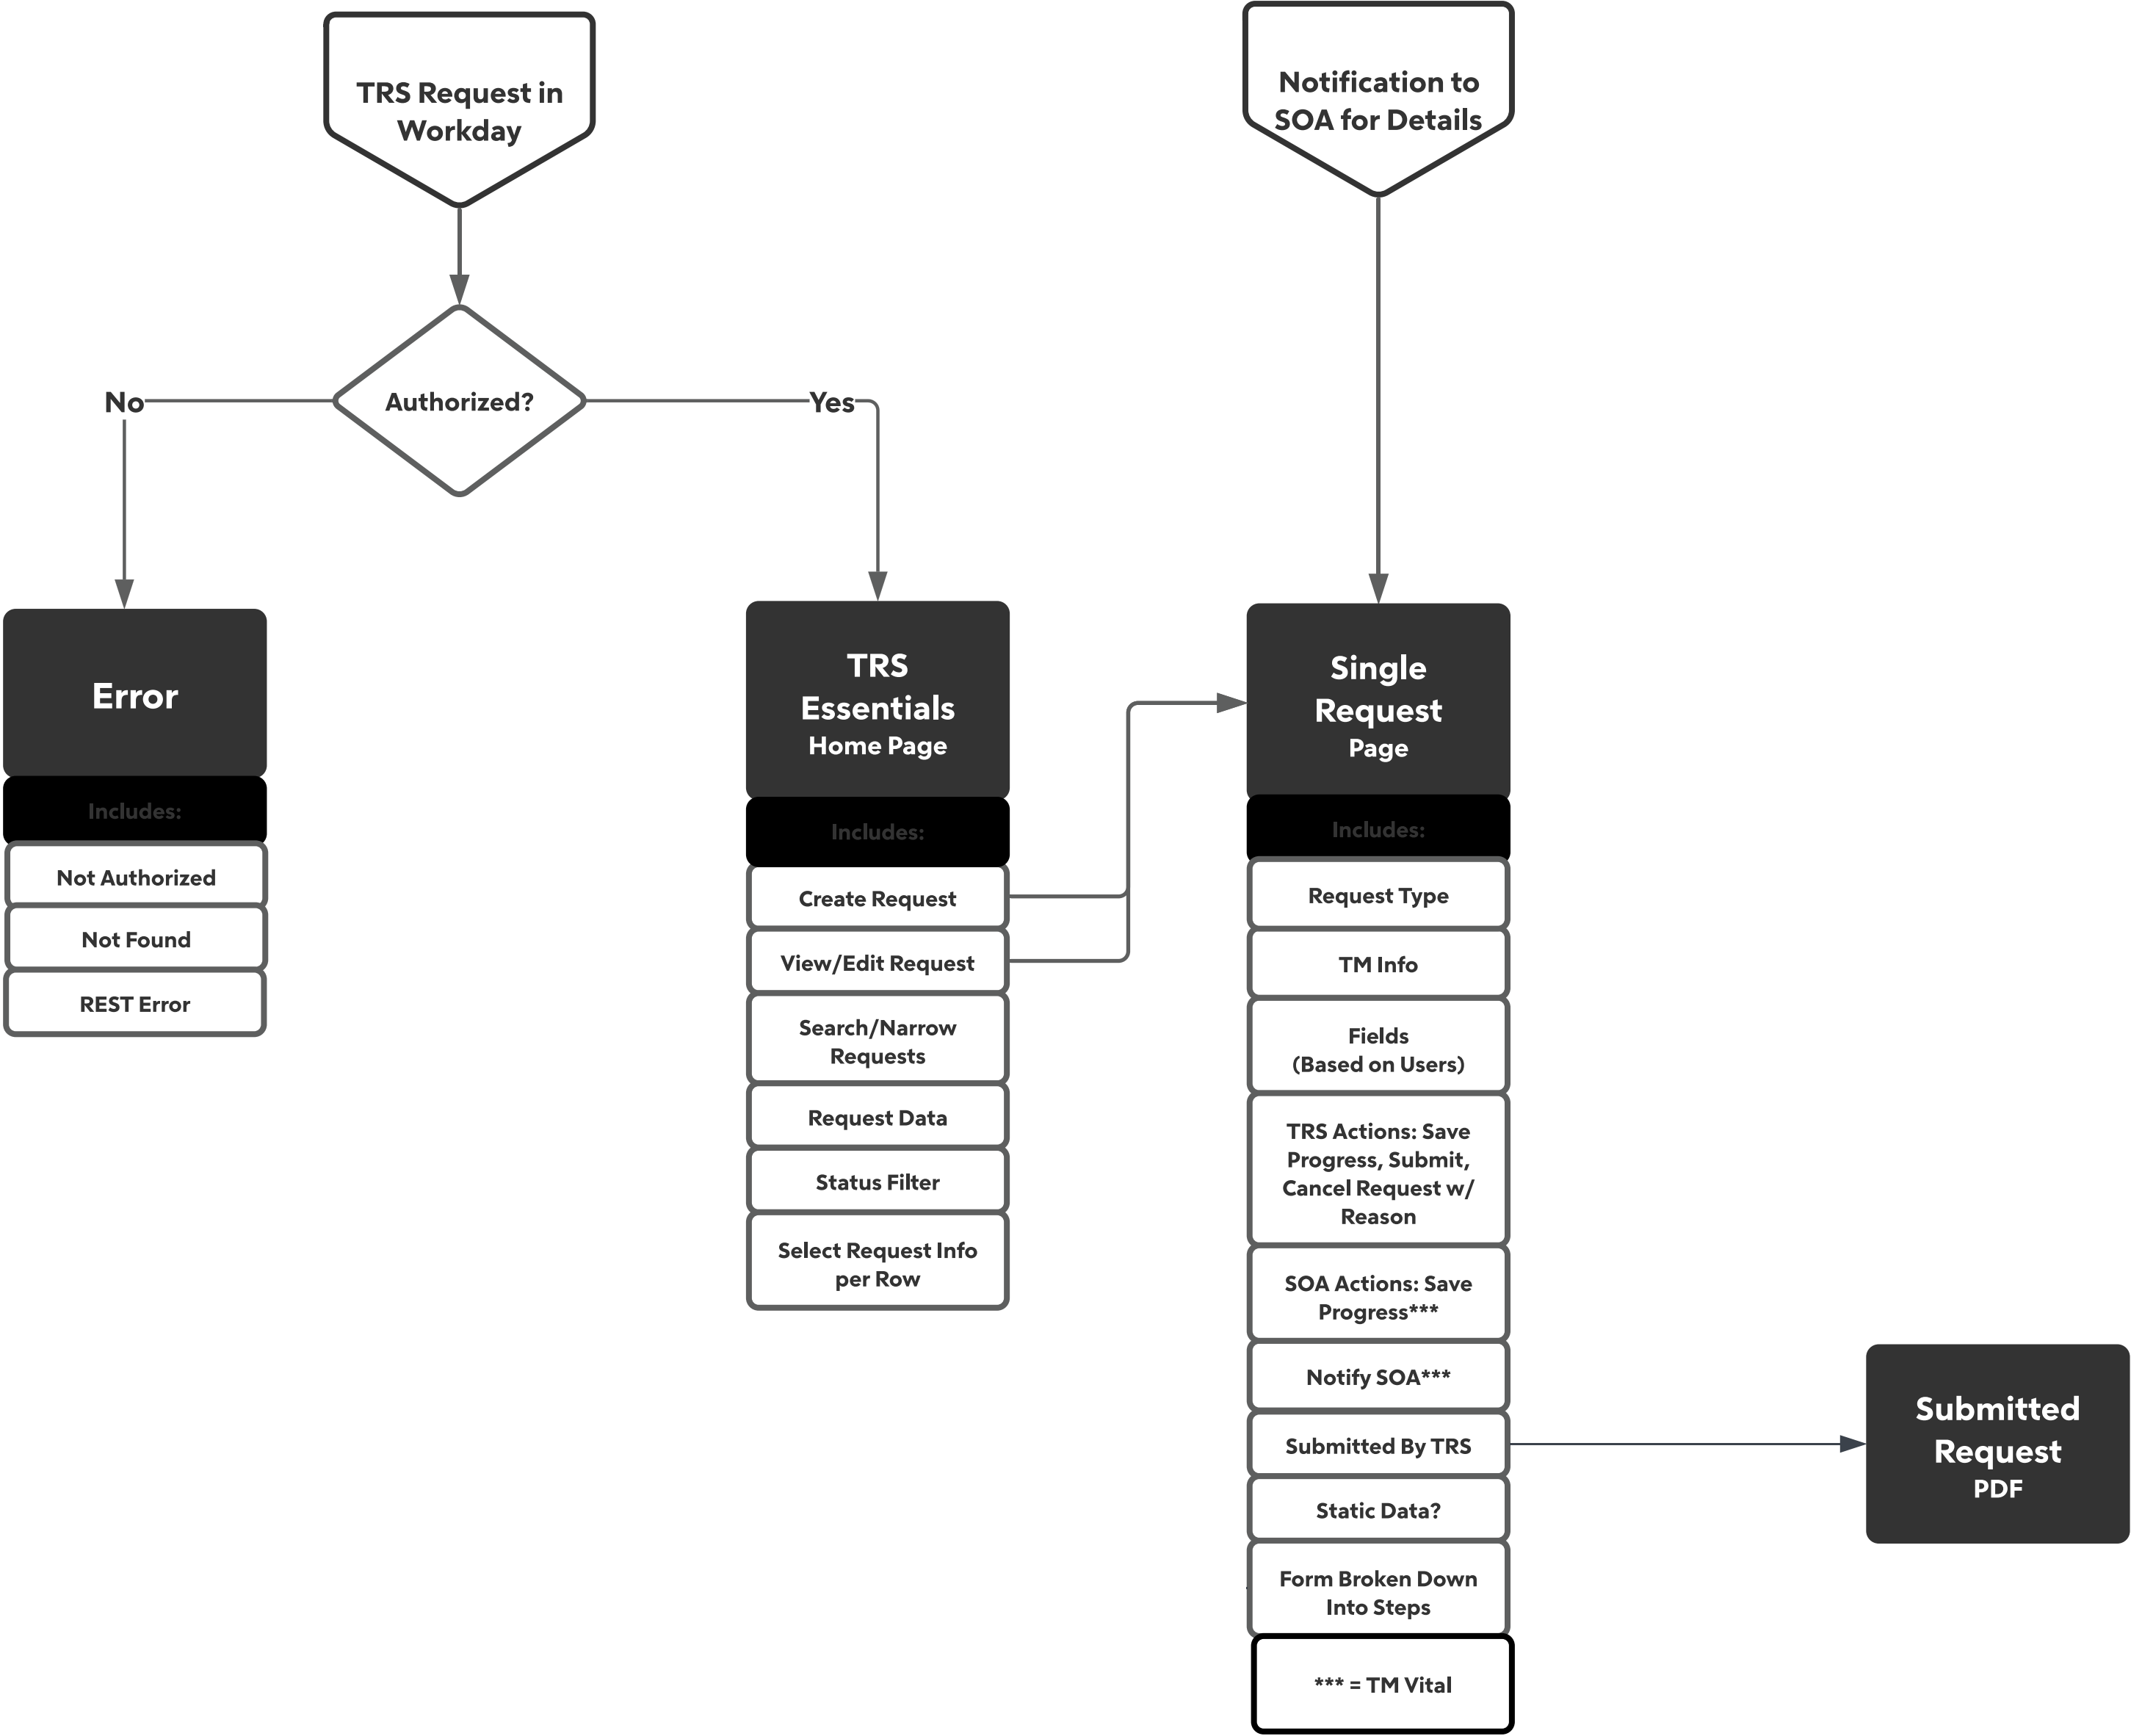 TRS Request in
Workday
Notification to
SOA for Details
Authorized?
No
Yes
Error
Includes:
Not Authorized
Not Found
REST Error
TRS
Essentials
Home Page
Includes:
Create Request
View/Edit Request
Search/Narrow
Requests
Request Data
Status Filter
Select Request Info
per Row
Single
Request
Page
Includes:
Request Type
TM Info
Fields
(Based on Users)
TRS Actions: Save
Progress, Submit,
Cancel Request w/
Reason
SOA Actions: Save
Progress***
Notify SOA***
Submitted By TRS
Static Data?
Form Broken Down
Into Steps
*** = TM Vital
Submitted
Request
PDF